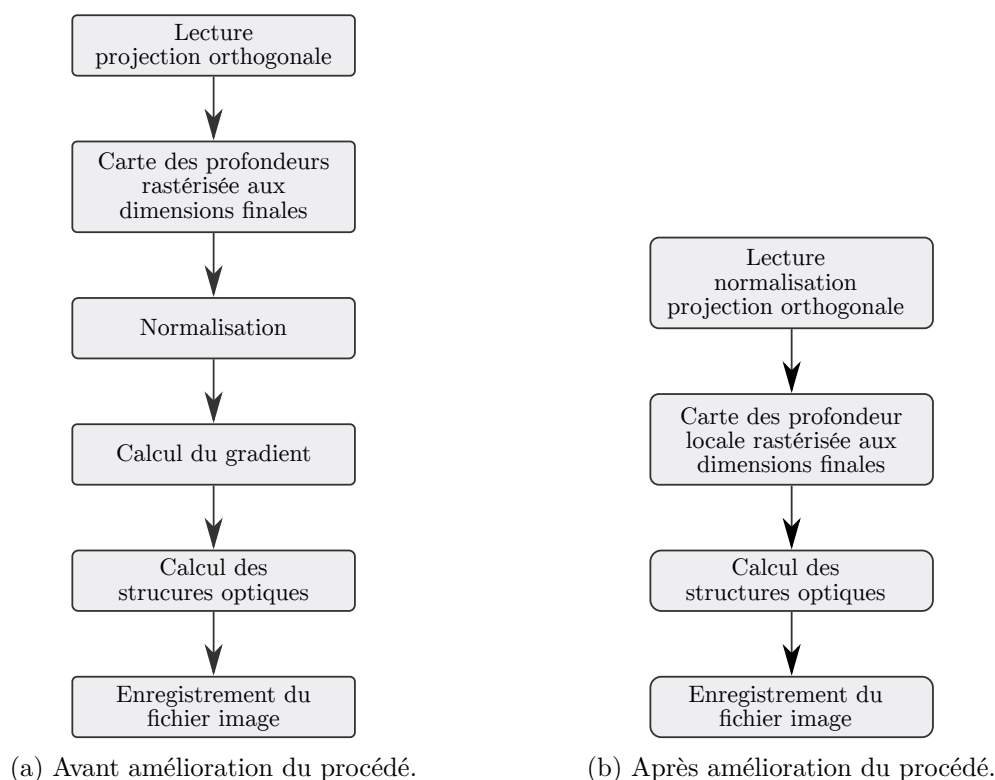 Lecture
projection orthogonale
Carte des profondeurs
rastérisée aux
dimensions finales
Normalisation
Calcul du gradient
Calcul des
strucures optiques
Enregistrement du
fichier image
(a) Avant amélioration du procédé.
Lecture
normalisation
projection orthogonale
Carte des profondeur
locale rastérisée aux
dimensions finales
Calcul des
structures optiques
Enregistrement du
fichier image
(b) Après amélioration du procédé.